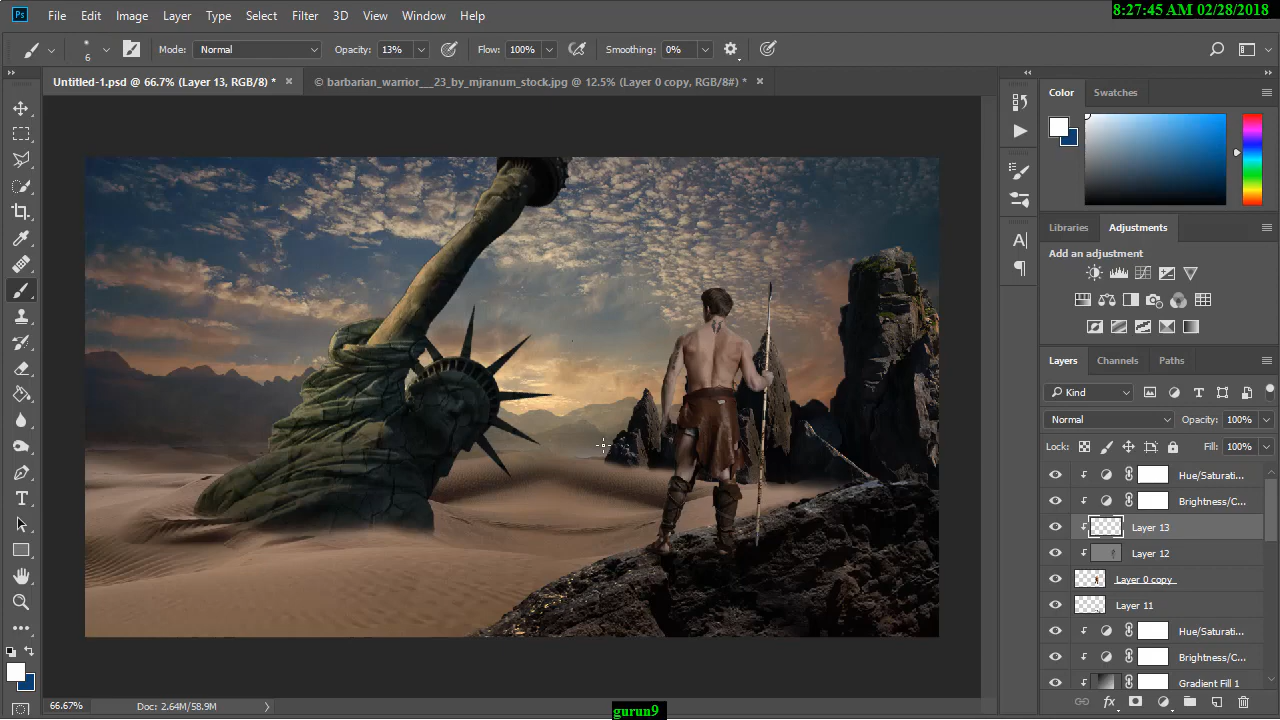 Ps File Edit Image Layer Type Select Filter 3D View Window Help
8:27:45 AM 02/28/2018
6 Mode: Normal Opacity: 13% Flow: 100% Smoothing: 0%
Untitled-1.psd @ 66.7% (Layer 13, RGB/8) * × © barbarian_warrior___23_by_mjranum_stock.jpg @ 12.5% (Layer 0 copy, RGB/8#) * ×
Color Swatches
Libraries Adjustments
Add an adjustment
Layers Channels Paths
Kind
Normal Opacity: 100%
Lock: Fill: 100%
Hue/Saturati...
Brightness/C...
Layer 13
Layer 12
Layer 0 copy
Layer 11
Hue/Saturati...
Brightness/C...
Gradient Fill 1
66.67% Doc: 2.64M/58.9M
gurun9